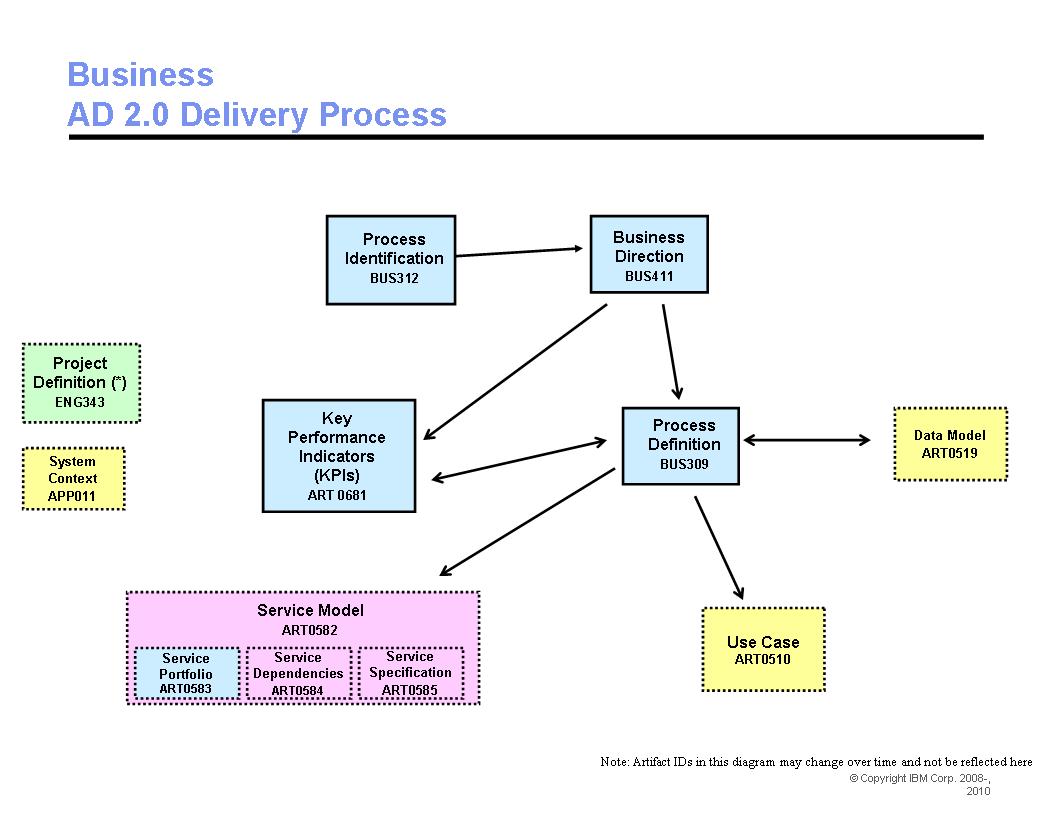 Business
AD 2.0 Delivery Process
Process
Identification
BUS312
Business
Direction
BUS411
Project
Definition (*)
ENG343
System
Context
APP011
Key
Performance
Indicators
(KPIs)
ART 0681
Process
Definition
BUS309
Data Model
ART0519
Service Model
ART0582
Service
Portfolio
ART0583
Service
Dependencies
ART0584
Service
Specification
ART0585
Use Case
ART0510
Note: Artifact IDs in this diagram may change over time and not be reflected here
© Copyright IBM Corp. 2008-,
2010